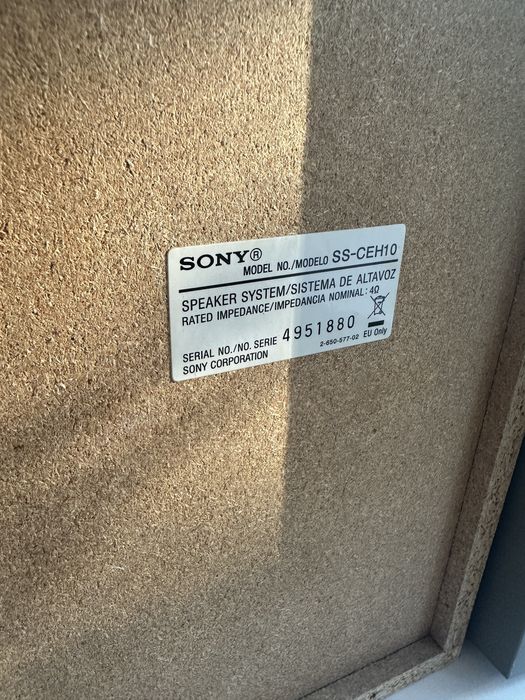 SONY®
MODEL NO./MODELO SS-CEH10
SPEAKER SYSTEM/SISTEMA DE ALTAVOZ
RATED IMPEDANCE/IMPEDANCIA NOMINAL: 4Ω
SERIAL NO./NO. SERIE 4951880
SONY CORPORATION
2-650-577-02
EU Only